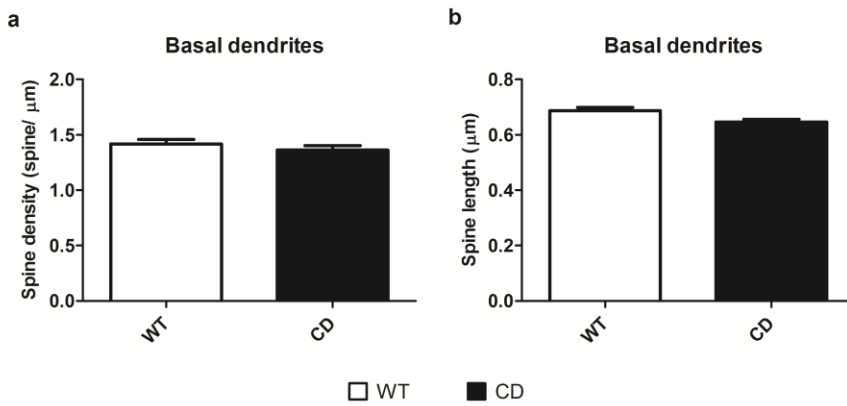 a
Basal dendrites
Spine density (spine/ μm)
2.0
1.5
1.0
0.5
0.0
WT
CD
b
Basal dendrites
Spine length (μm)
0.8
0.6
0.4
0.2
0.0
WT
CD
WT CD